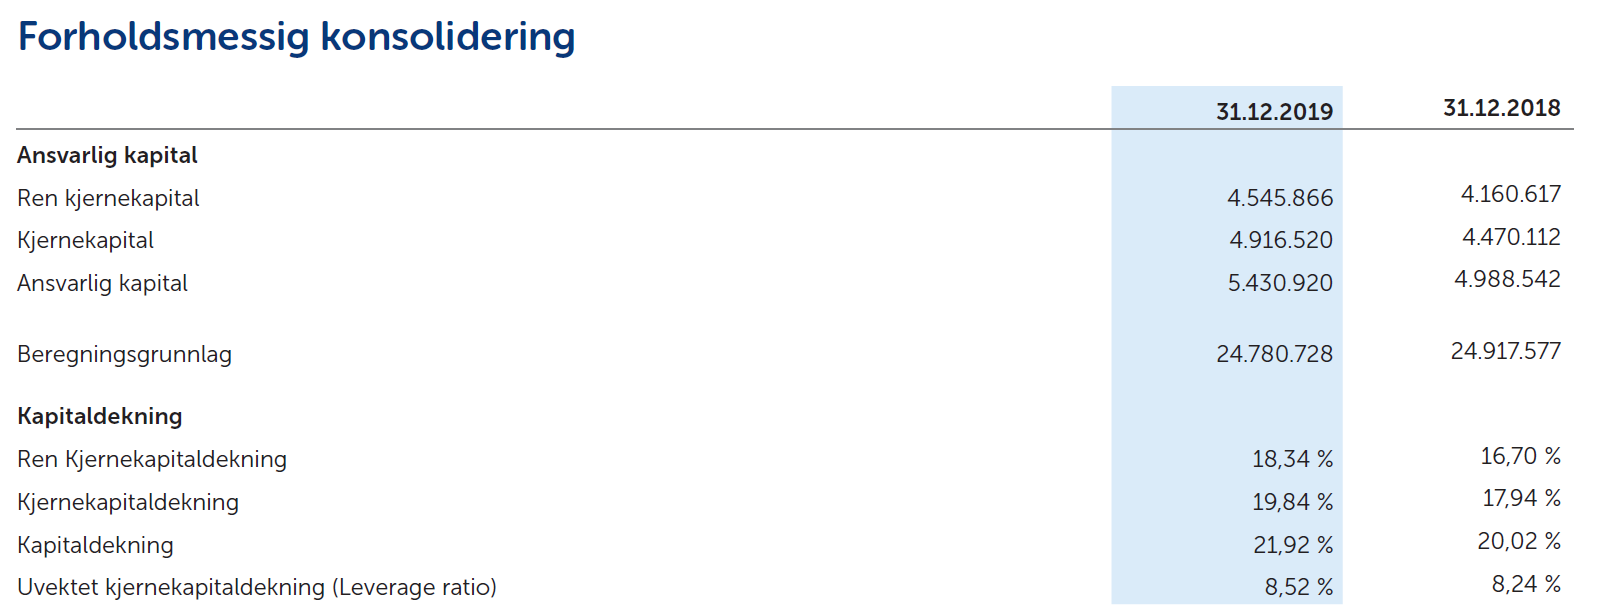 Forholdsmessig konsolidering
31.12.2019 31.12.2018
Ansvarlig kapital
Ren kjernekapital 4.545.866 4.160.617
Kjernekapital 4.916.520 4.470.112
Ansvarlig kapital 5.430.920 4.988.542
Beregningsgrunnlag 24.780.728 24.917.577
Kapitaldekning
Ren Kjernekapitaldekning 18,34 % 16,70 %
Kjernekapitaldekning 19,84 % 17,94 %
Kapitaldekning 21,92 % 20,02 %
Uvektet kjernekapitaldekning (Leverage ratio) 8,52 % 8,24 %